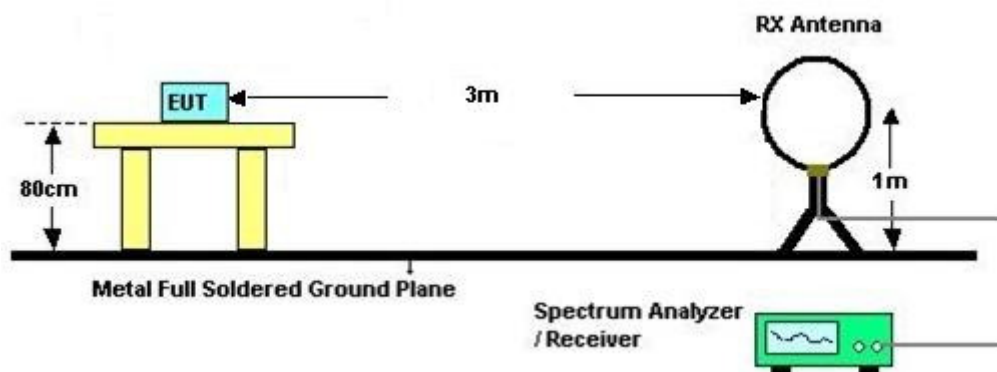 RX Antenna
EUT
3m
80cm
1m
Metal Full Soldered Ground Plane
Spectrum Analyzer
/ Receiver